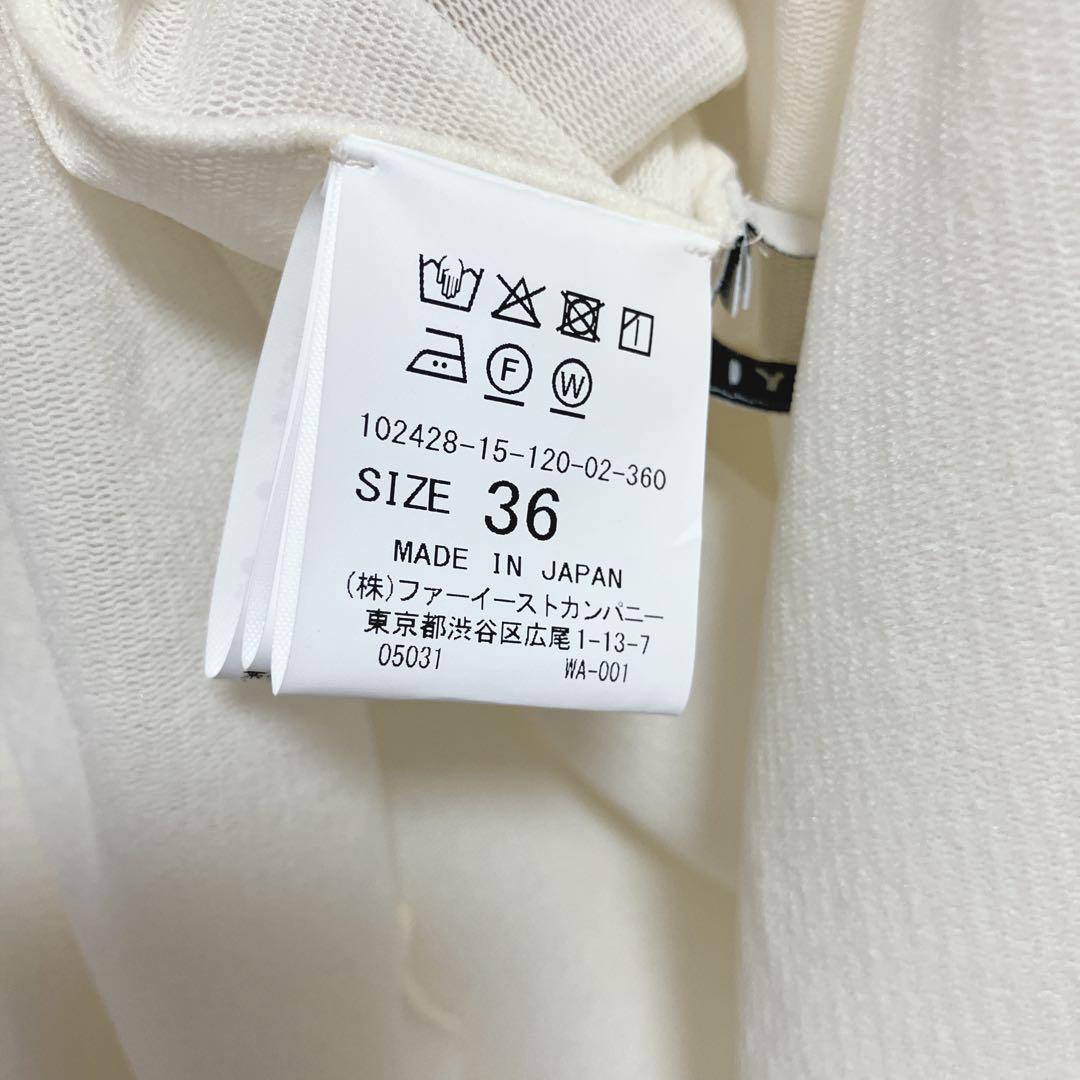 F W
102428-15-120-02-360
SIZE 36
MADE IN JAPAN
(株)ファーイーストカンパニー
東京都渋谷区広尾1-13-7
05031 WA-001